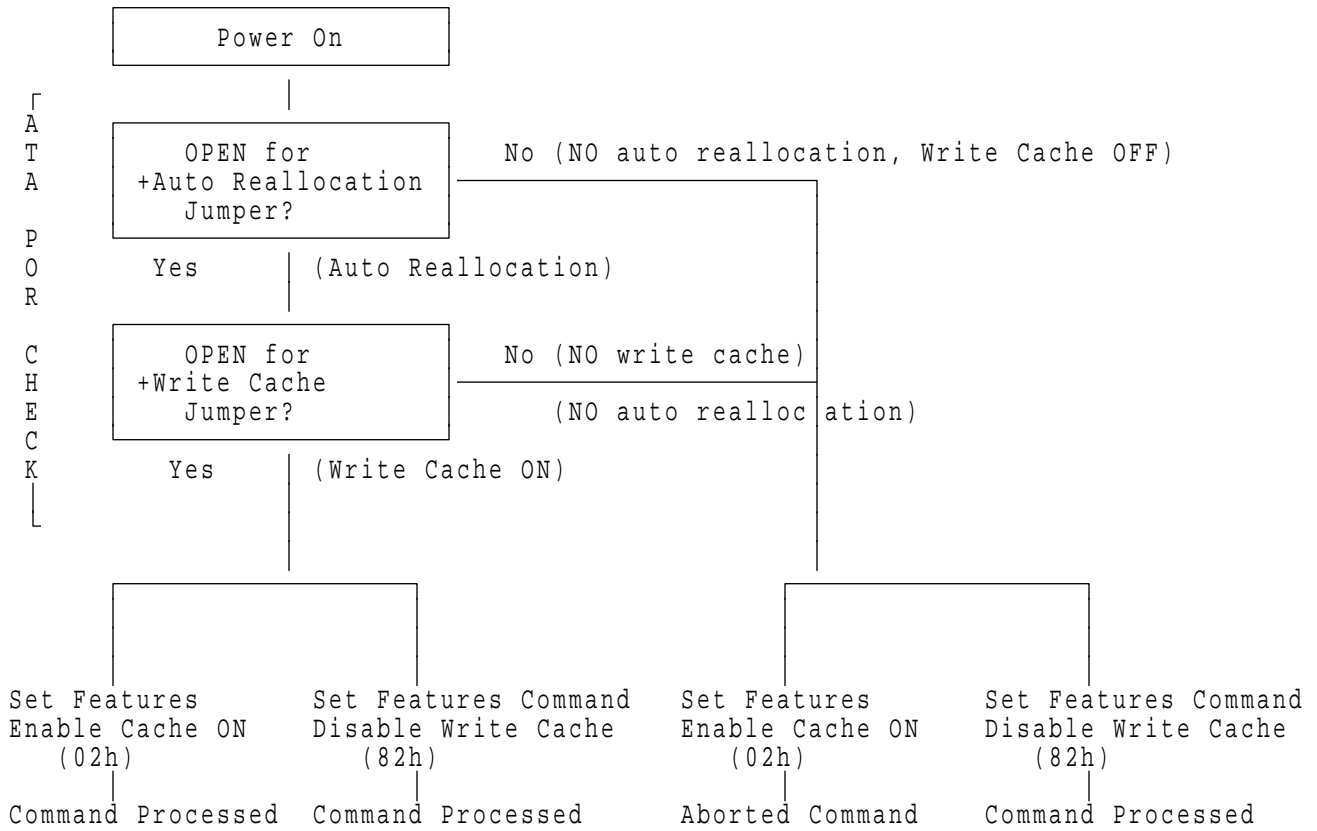 Power On
ATA POR CHECK
OPEN for
+Auto Reallocation
Jumper?
No (NO auto reallocation, Write Cache OFF)
Yes (Auto Reallocation)
OPEN for
+Write Cache
Jumper?
No (NO write cache)
(NO auto reallocation)
Yes (Write Cache ON)
Set Features
Enable Cache ON
(02h)
Command Processed
Set Features Command
Disable Write Cache
(82h)
Command Processed
Set Features
Enable Cache ON
(02h)
Aborted Command
Set Features Command
Disable Write Cache
(82h)
Command Processed